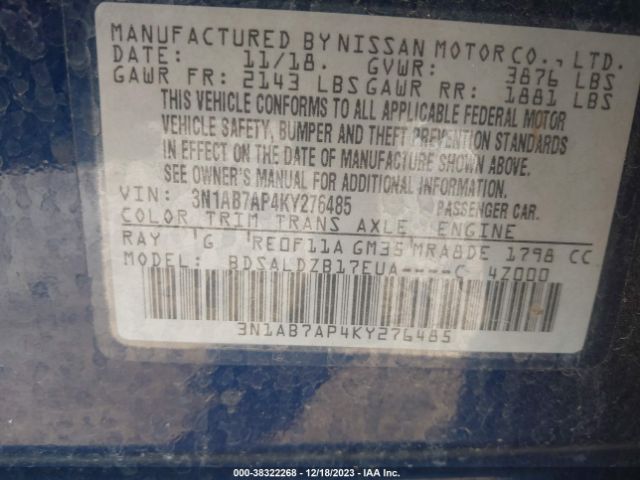 MANUFACTURED BY NISSAN MOTOR CO., LTD.
DATE: 11/18. GVWR: 3876 LBS
GAWR FR: 2143 LBS GAWR RR: 1881 LBS
THIS VEHICLE CONFORMS TO ALL APPLICABLE FEDERAL MOTOR
VEHICLE SAFETY, BUMPER AND THEFT PREVENTION STANDARDS
IN EFFECT ON THE DATE OF MANUFACTURE SHOWN ABOVE.
SEE OWNER'S MANUAL FOR ADDITIONAL INFORMATION.
VIN: 3N1AB7AP4KY276485 PASSENGER CAR.
COLOR TRIM TRANS AXLE ENGINE
RAY G RE0F11A GM35 MRA8DE 1798 CC
MODEL: BDSALDZB17EUA----C 4Z000
3N1AB7AP4KY276485
000-38322268 - 12/18/2023 - IAA Inc.